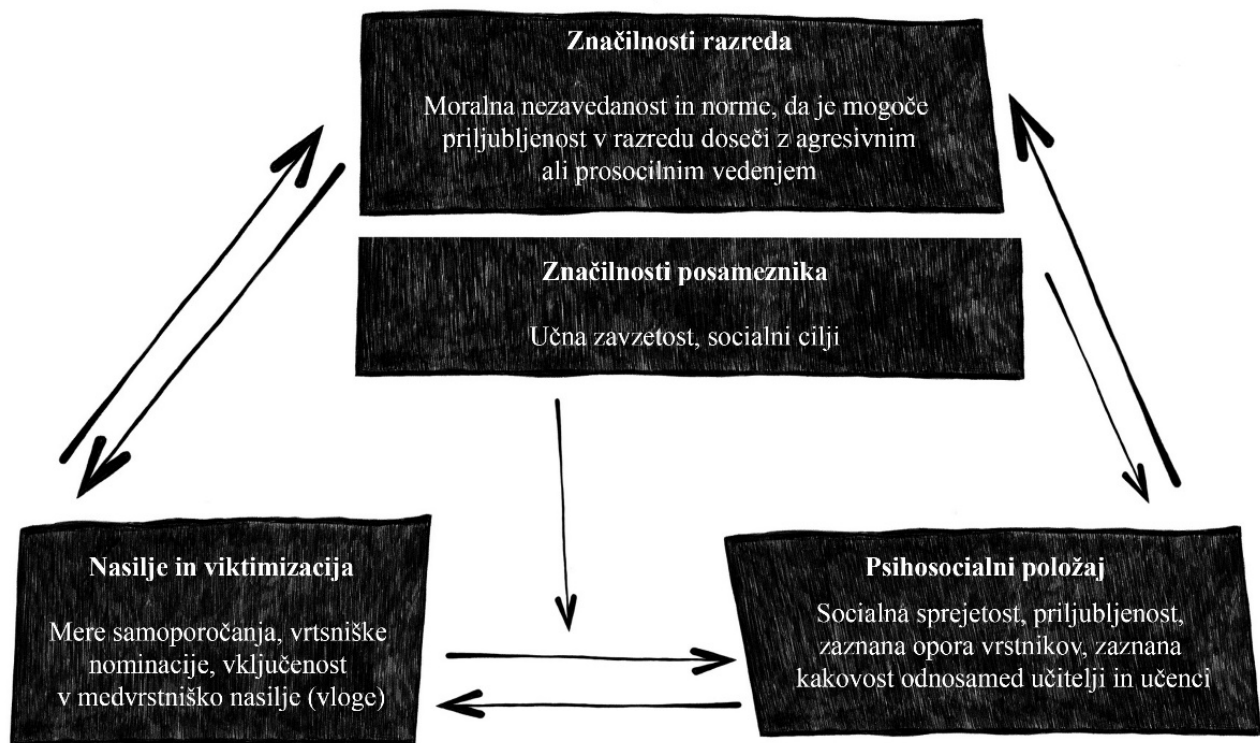 Značilnosti razreda
Moralna nezavedanost in norme, da je mogoče
priljubljenost v razredu doseči z agresivnim
ali prosocilnim vedenjem
Značilnosti posameznika
Učna zavzetost, socialni cilji
Nasilje in viktimizacija
Mere samoporočanja, vrtsniške
nominacije, vključenost
v medvrstniško nasilje (vloge)
Psihosocialni položaj
Socialna sprejetost, priljubljenost,
zaznana opora vrstnikov, zaznana
kakovost odnosamed učitelji in učenci